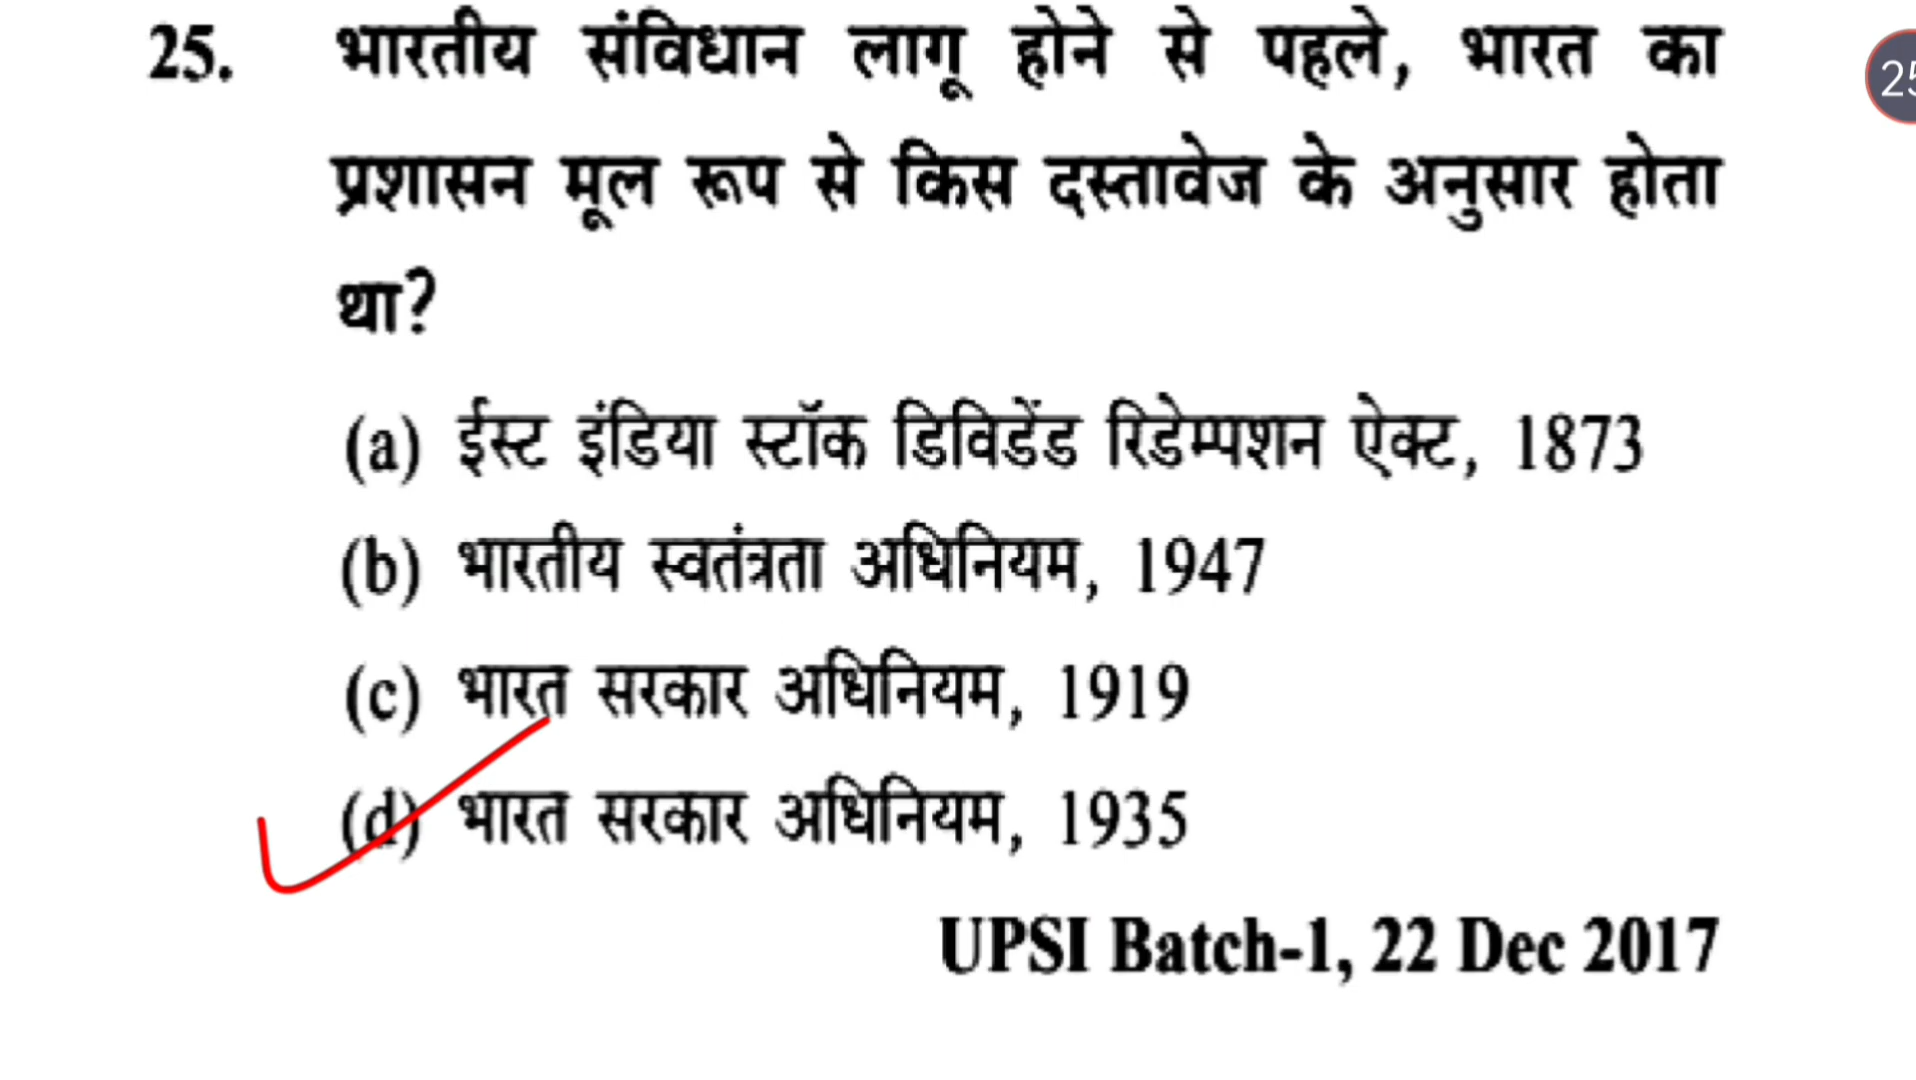 25. भारतीय संविधान लागू होने से पहले, भारत का
प्रशासन मूल रूप से किस दस्तावेज के अनुसार होता
था?
(a) ईस्ट इंडिया स्टॉक डिविडेंड रिडेम्पशन ऐक्ट, 1873
(b) भारतीय स्वतंत्रता अधिनियम, 1947
(c) भारत सरकार अधिनियम, 1919
(d) भारत सरकार अधिनियम, 1935
UPSI Batch-1, 22 Dec 2017